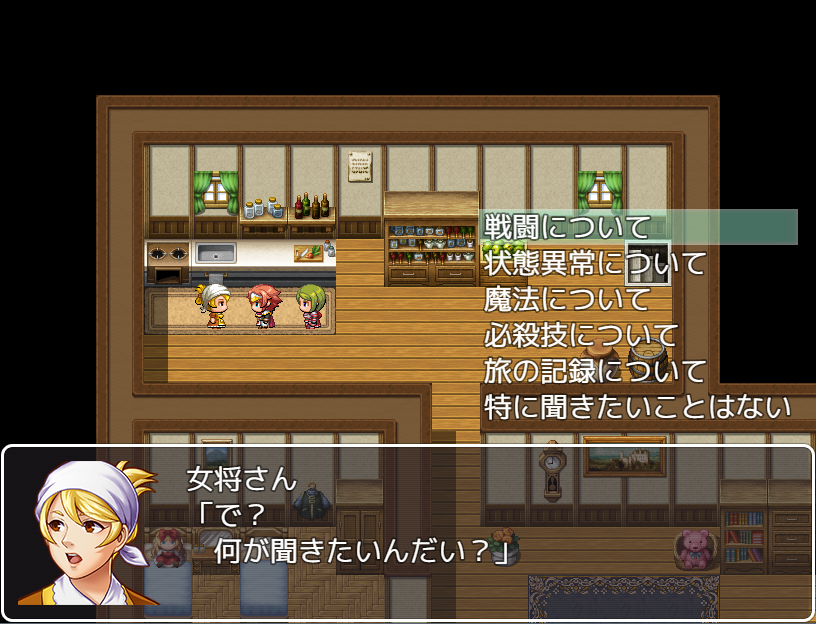 戦闘について
状態異常について
魔法について
必殺技について
旅の記録について
特に聞きたいことはない
女将さん
「で？
何が聞きたいんだい？」